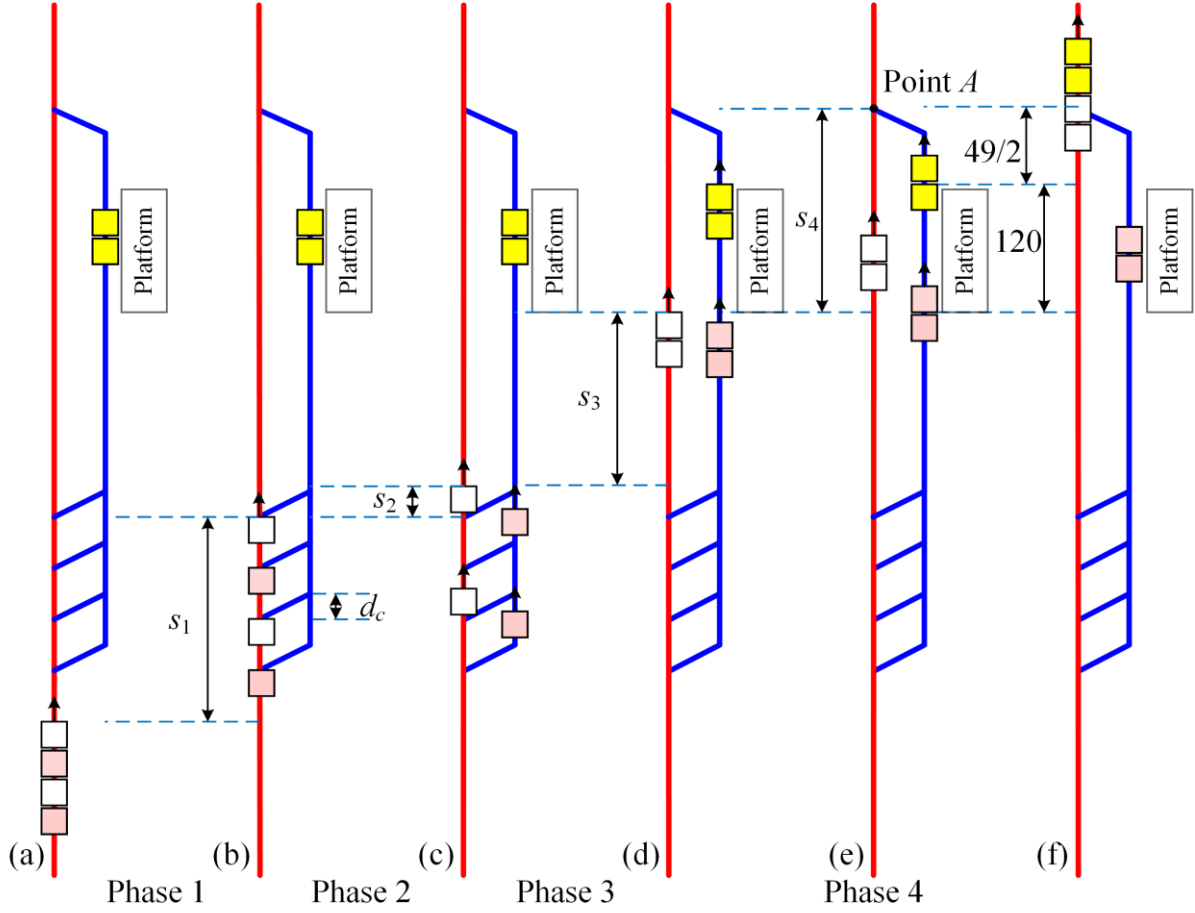 Point A
49/2
120
s4
s3
s2
s1
dc
Platform
Platform
Platform
Platform
Platform
Platform
(a)
(b)
(c)
(d)
(e)
(f)
Phase 1
Phase 2
Phase 3
Phase 4